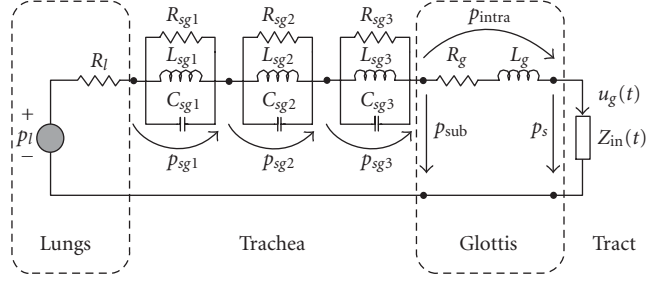 R_sg1 R_sg2 R_sg3 p_intra
R_l L_sg1 L_sg2 L_sg3 R_g L_g
C_sg1 C_sg2 C_sg3 u_g(t)
+
p_l p_sub p_s Z_in(t)
−
p_sg1 p_sg2 p_sg3
Lungs Trachea Glottis Tract